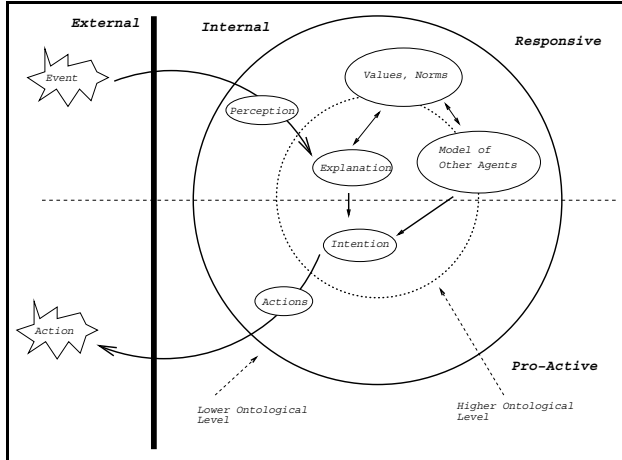 External
Internal
Responsive
Event
Values, Norms
Perception
Model of
Other Agents
Explanation
Intention
Actions
Action
Pro-Active
Lower Ontological
Level
Higher Ontological
Level